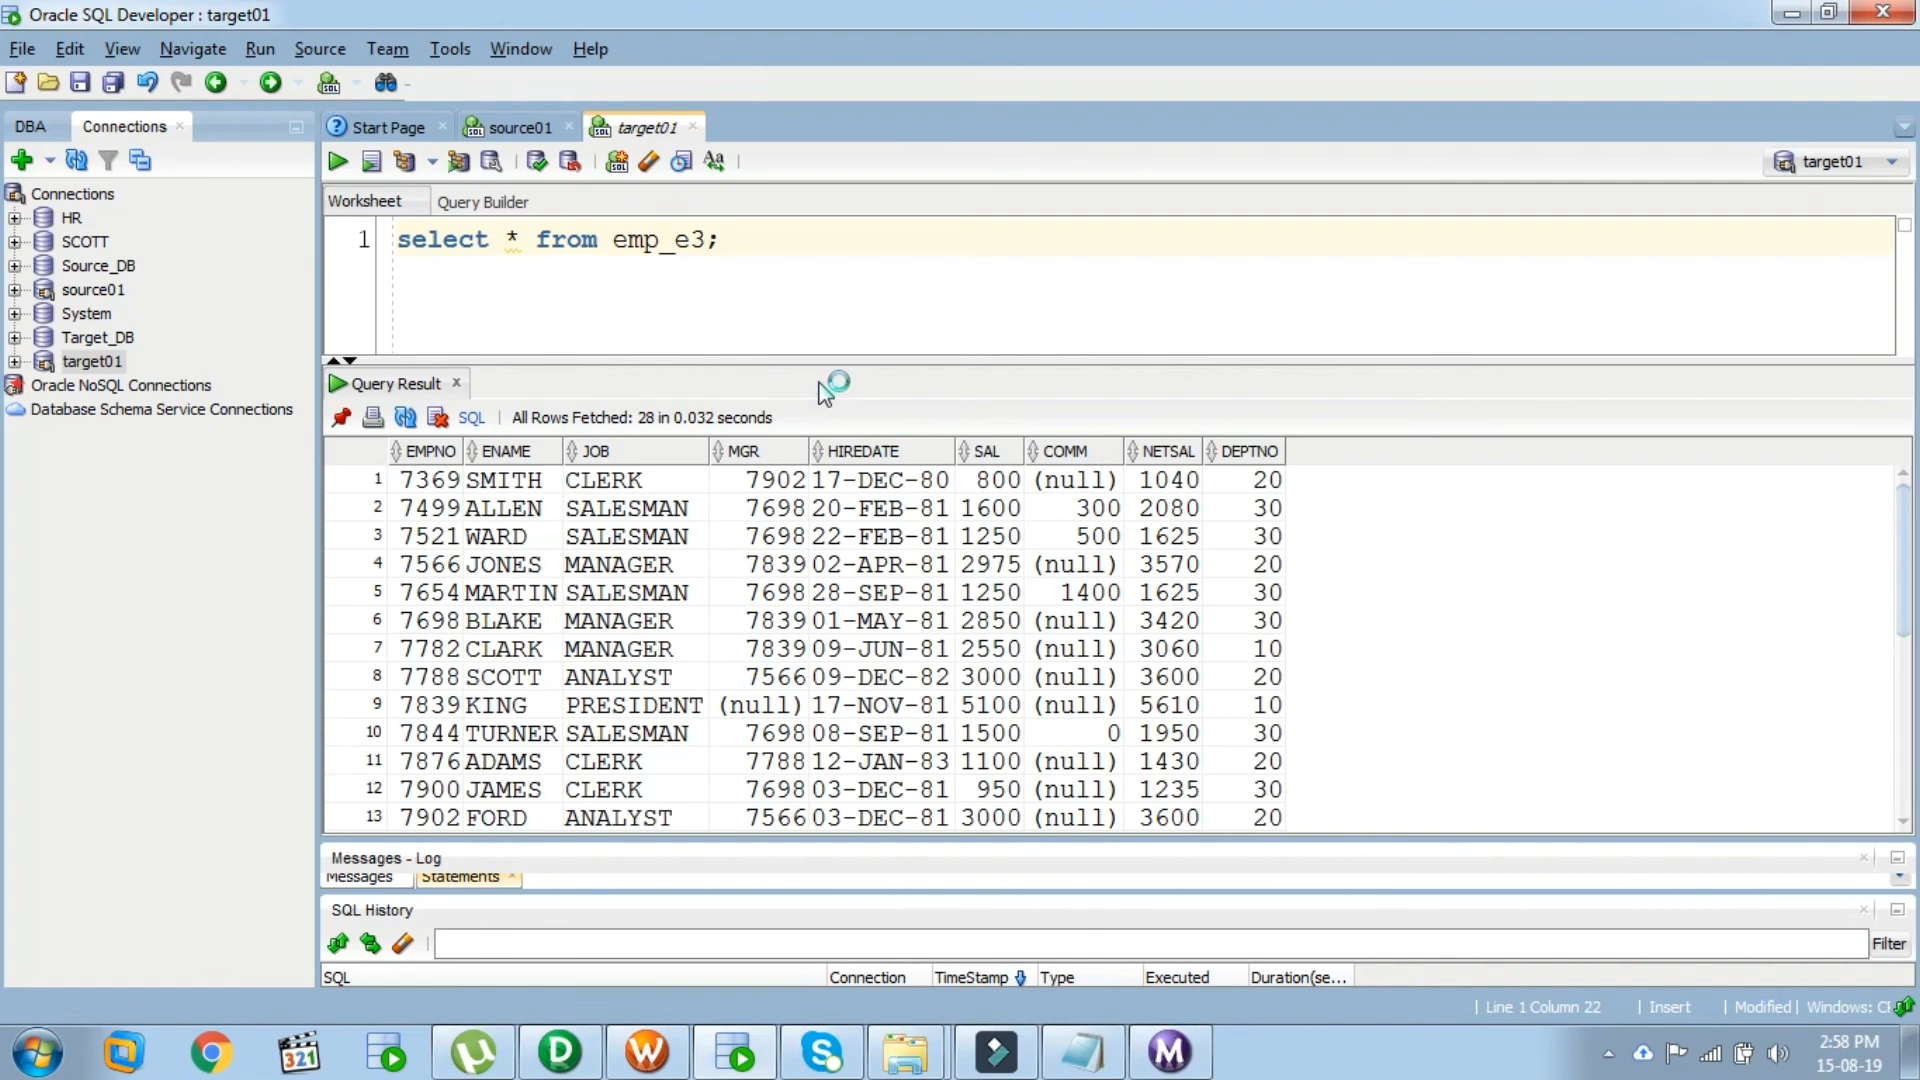 Oracle SQL Developer : target01
File Edit View Navigate Run Source Team Tools Window Help
DBA Connections
Start Page source01 target01
target01
Worksheet Query Builder
Connections
HR
SCOTT
Source_DB
source01
System
Target_DB
target01
Oracle NoSQL Connections
Database Schema Service Connections
1 select * from emp_e3;
Query Result
SQL | All Rows Fetched: 28 in 0.032 seconds
EMPNO ENAME JOB MGR HIREDATE SAL COMM NETSAL DEPTNO
1 7369 SMITH CLERK 7902 17-DEC-80 800 (null) 1040 20
2 7499 ALLEN SALESMAN 7698 20-FEB-81 1600 300 2080 30
3 7521 WARD SALESMAN 7698 22-FEB-81 1250 500 1625 30
4 7566 JONES MANAGER 7839 02-APR-81 2975 (null) 3570 20
5 7654 MARTIN SALESMAN 7698 28-SEP-81 1250 1400 1625 30
6 7698 BLAKE MANAGER 7839 01-MAY-81 2850 (null) 3420 30
7 7782 CLARK MANAGER 7839 09-JUN-81 2550 (null) 3060 10
8 7788 SCOTT ANALYST 7566 09-DEC-82 3000 (null) 3600 20
9 7839 KING PRESIDENT (null) 17-NOV-81 5100 (null) 5610 10
10 7844 TURNER SALESMAN 7698 08-SEP-81 1500 0 1950 30
11 7876 ADAMS CLERK 7788 12-JAN-83 1100 (null) 1430 20
12 7900 JAMES CLERK 7698 03-DEC-81 950 (null) 1235 30
13 7902 FORD ANALYST 7566 03-DEC-81 3000 (null) 3600 20
Messages - Log
Messages Statements
SQL History
Filter
SQL Connection TimeStamp Type Executed Duration(se...
| Line 1 Column 22 | Insert | Modified | Windows: CF
321
2:58 PM
15-08-19